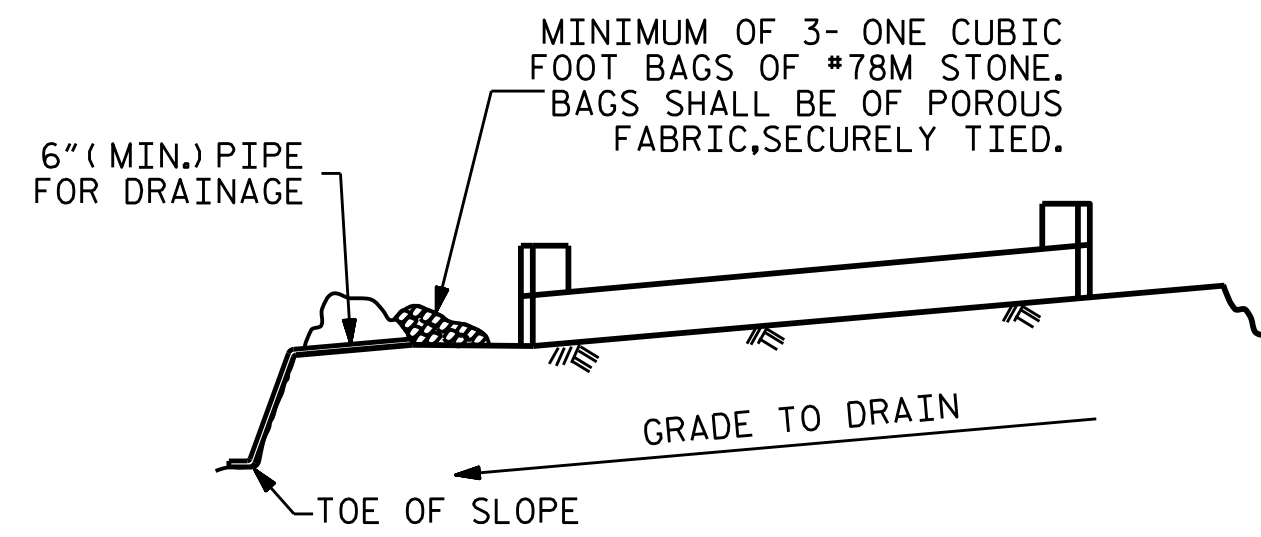 MINIMUM OF 3- ONE CUBIC
FOOT BAGS OF #78M STONE.
BAGS SHALL BE OF POROUS
FABRIC,SECURELY TIED.
6"(MIN.)PIPE
FOR DRAINAGE
GRADE TO DRAIN
TOE OF SLOPE